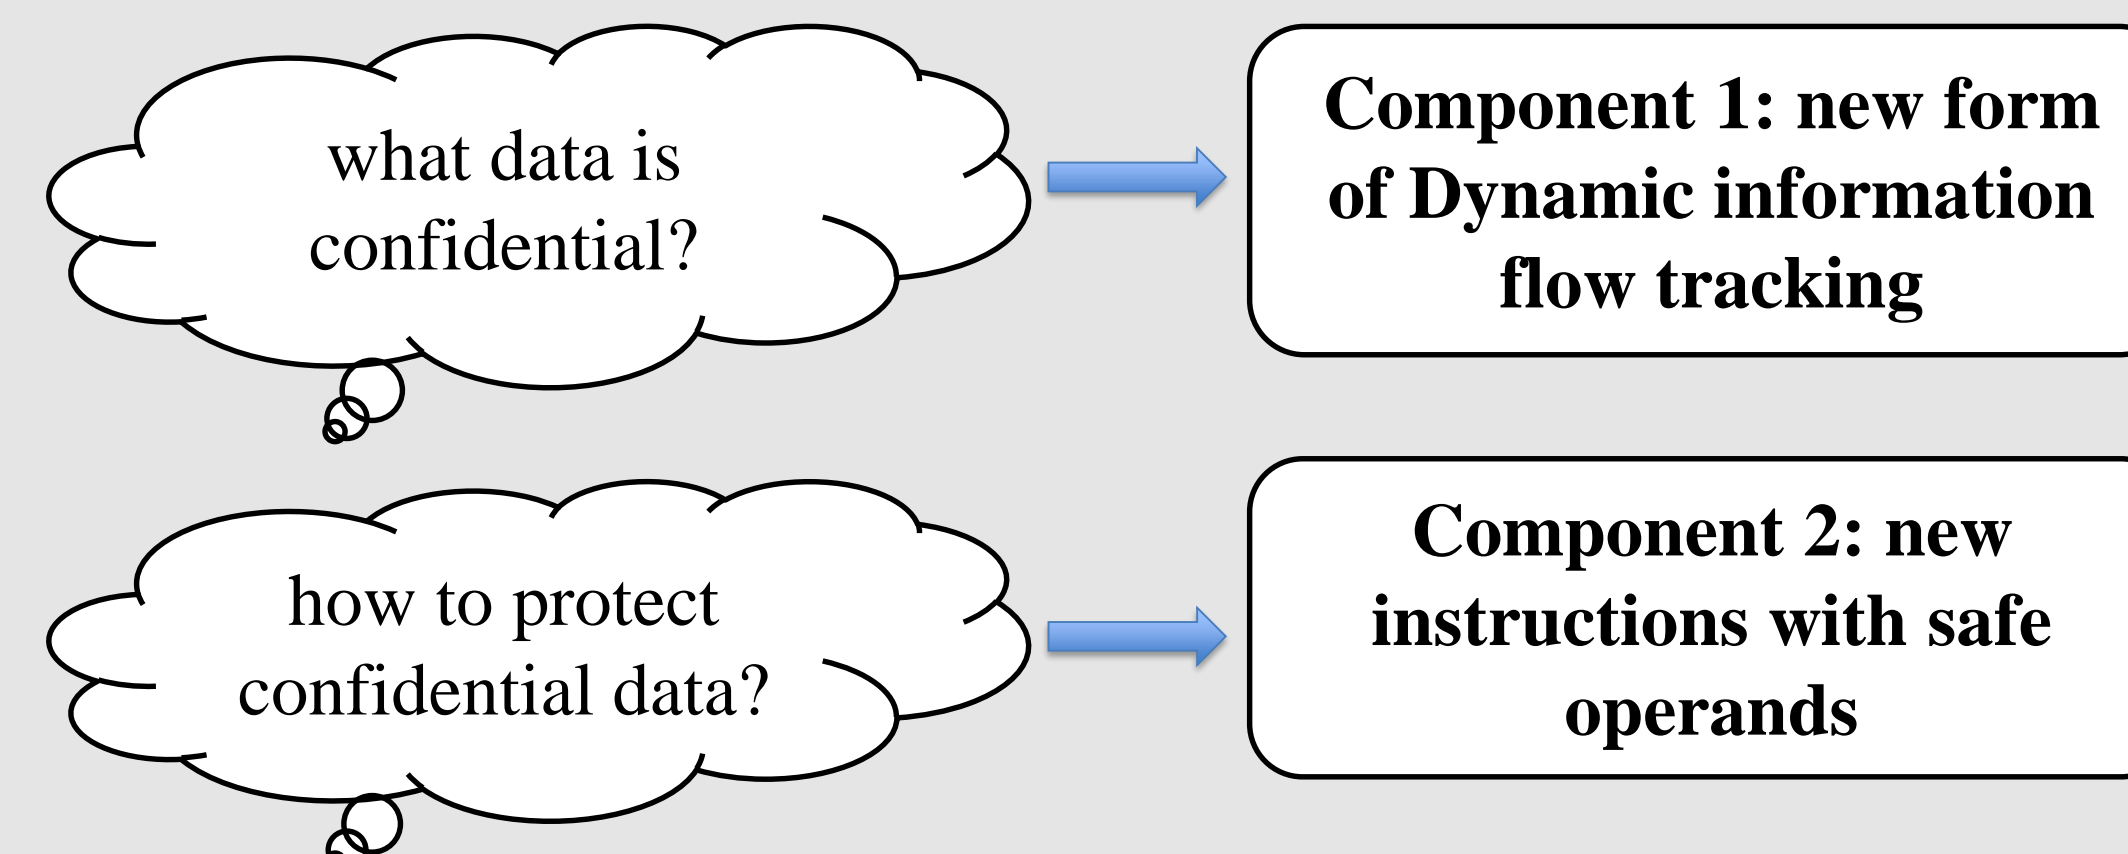 what data is
confidential?
Component 1: new form
of Dynamic information
flow tracking
how to protect
confidential data?
Component 2: new
instructions with safe
operands